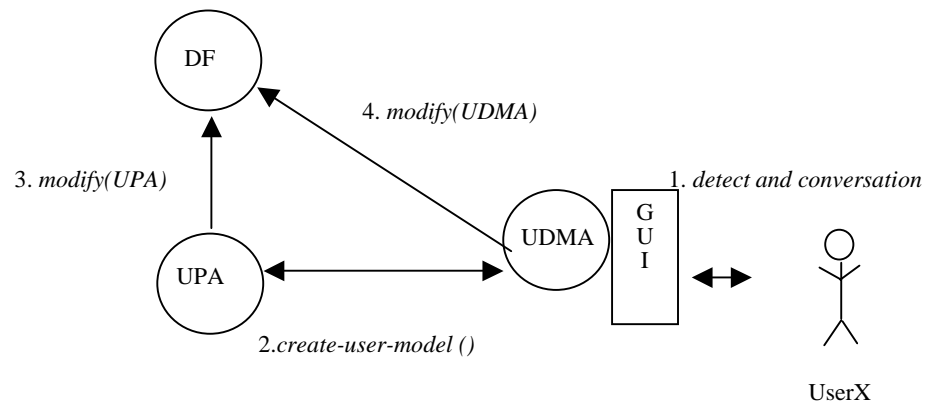 DF
4. modify(UDMA)
3. modify(UPA)
1. detect and conversation
G
U
I
UDMA
UPA
2.create-user-model ()
UserX